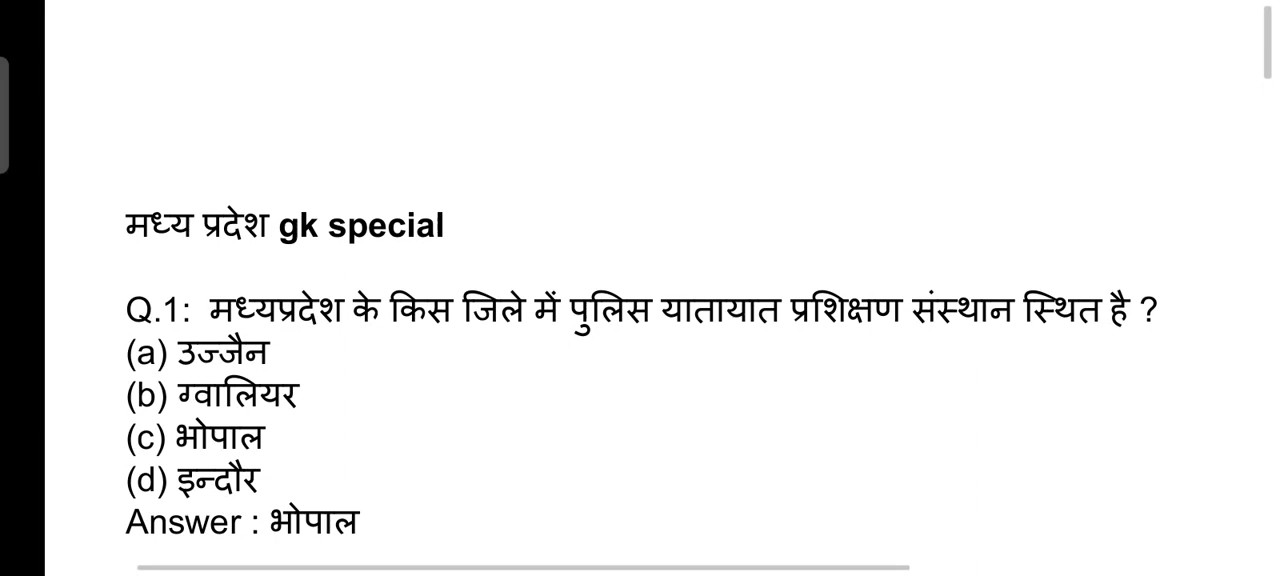 मध्य प्रदेश gk special
Q.1: मध्यप्रदेश के किस जिले में पुलिस यातायात प्रशिक्षण संस्थान स्थित है ?
(a) उज्जैन
(b) ग्वालियर
(c) भोपाल
(d) इन्दौर
Answer : भोपाल